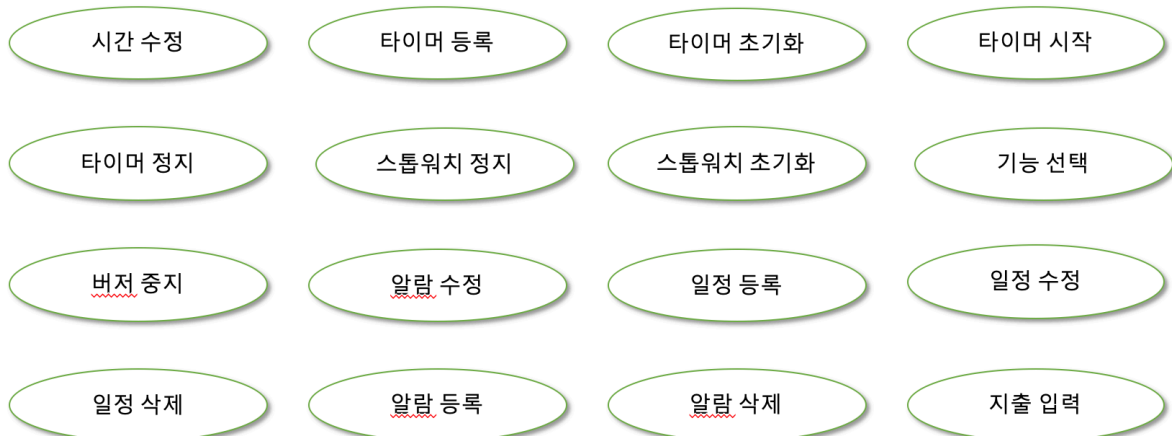 시간 수정
타이머 등록
타이머 초기화
타이머 시작
타이머 정지
스톱워치 정지
스톱워치 초기화
기능 선택
버저 중지
알람 수정
일정 등록
일정 수정
일정 삭제
알람 등록
알람 삭제
지출 입력